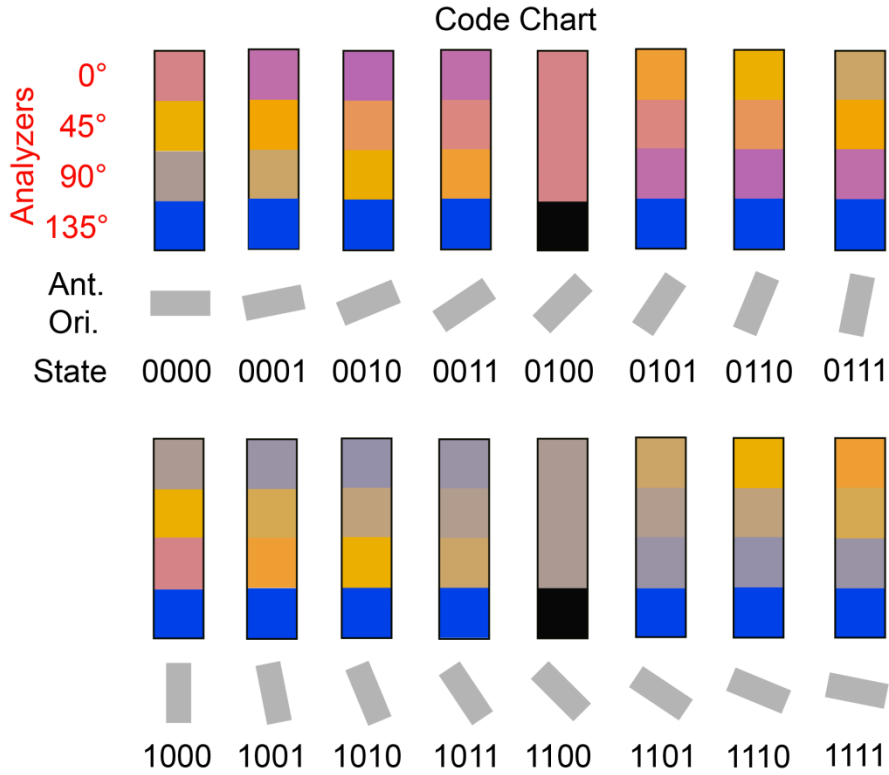 Code Chart
Analyzers
0°
45°
90°
135°
Ant.
Ori.
State 0000 0001 0010 0011 0100 0101 0110 0111
1000 1001 1010 1011 1100 1101 1110 1111